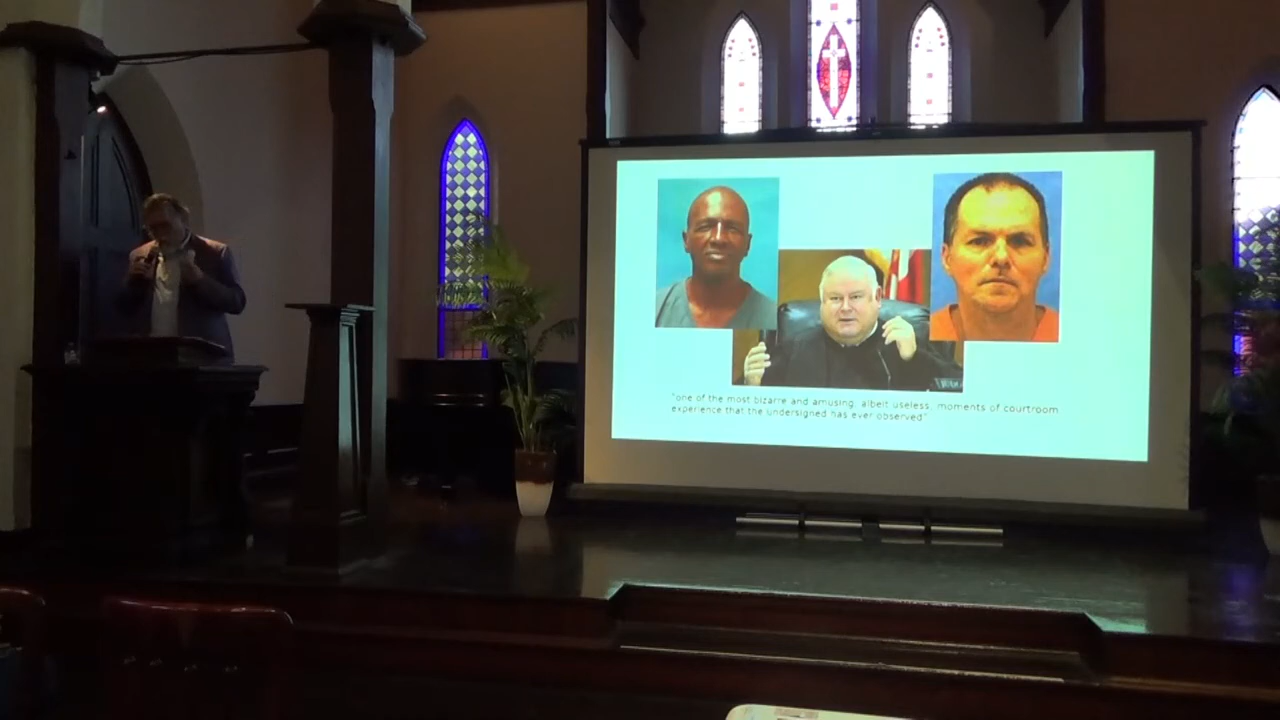 "one of the most bizarre and amusing, albeit useless, moments of courtroom
experience that the undersigned has ever observed"